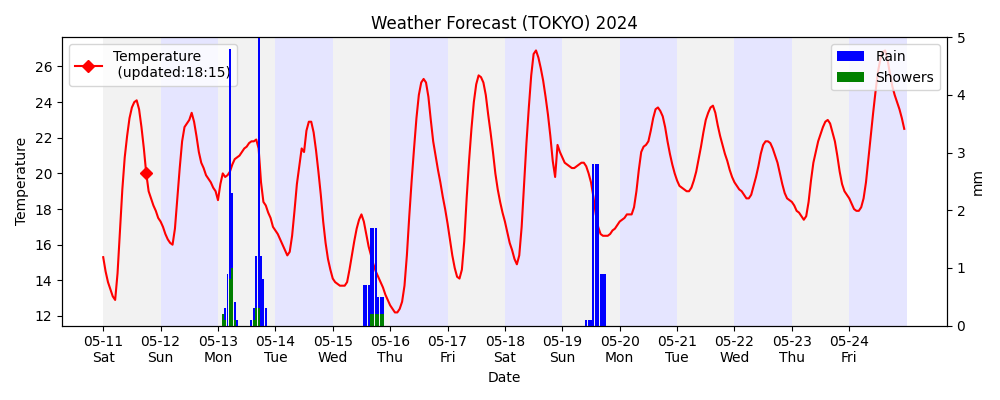 Weather Forecast (TOKYO) 2024
Temperature
(updated:18:15)
Rain
Showers
Temperature
26
24
22
20
18
16
14
12
5
4
3
2
1
0
mm
05-11 05-12 05-13 05-14 05-15 05-16 05-17 05-18 05-19 05-20 05-21 05-22 05-23 05-24
Sat Sun Mon Tue Wed Thu Fri Sat Sun Mon Tue Wed Thu Fri
Date